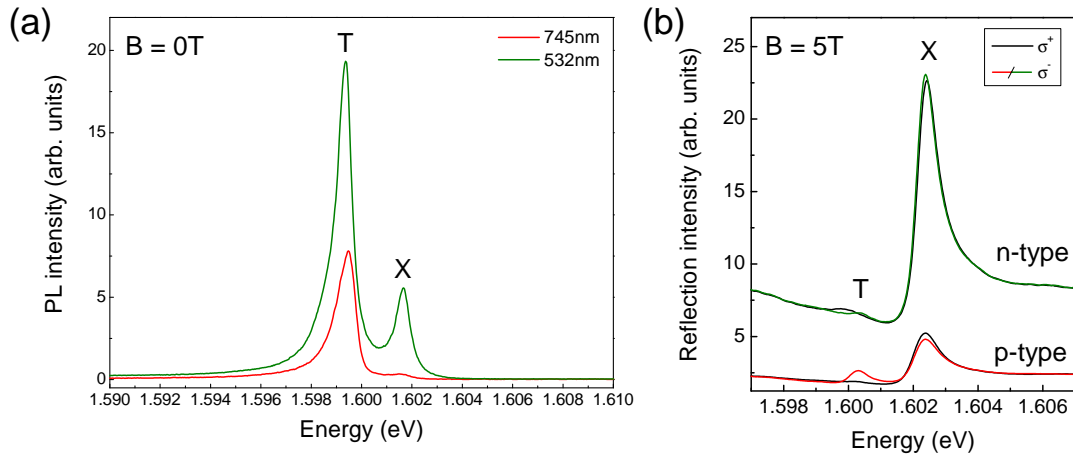 (a)
B = 0T
T
X
745nm
532nm
20
15
10
5
0
PL intensity (arb. units)
1.590 1.592 1.594 1.596 1.598 1.600 1.602 1.604 1.606 1.608 1.610
Energy (eV)
(b)
B = 5T
X
σ+
σ-
T
n-type
p-type
25
20
15
10
5
Reflection intensity (arb. units)
1.598 1.600 1.602 1.604 1.606
Energy (eV)